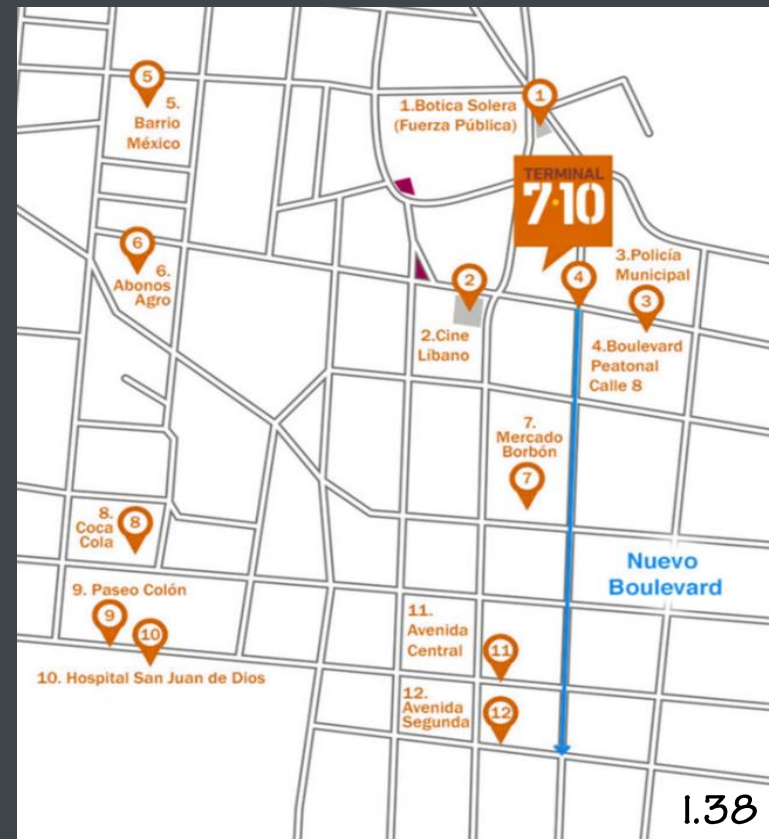 5
5.
Barrio
México
1
1.Botica Solera
(Fuerza Pública)
TERMINAL
7·10
6
6.
Abonos
Agro
2
2.Cine
Líbano
4
3.Policía
Municipal
3
4.Boulevard
Peatonal
Calle 8
7.
Mercado
Borbón
7
8.
Coca
Cola
8
Nuevo
Boulevard
9. Paseo Colón
9
10
10. Hospital San Juan de Dios
11.
Avenida
Central
11
12.
Avenida
Segunda
12
1.38